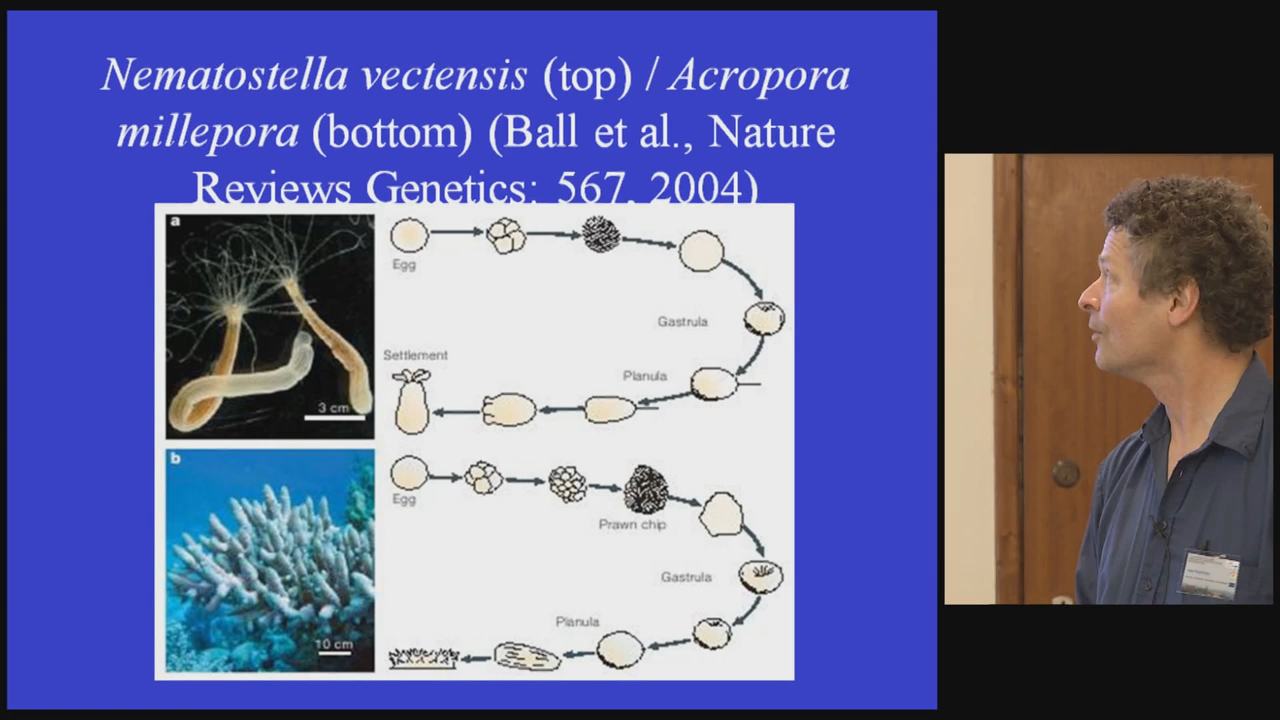 Nematostella vectensis (top) / Acropora
millepora (bottom) (Ball et al., Nature
Reviews Genetics: 567, 2004)
a
Egg
Gastrula
Settlement
Planula
3 cm
b
Egg
Prawn chip
Gastrula
Planula
10 cm